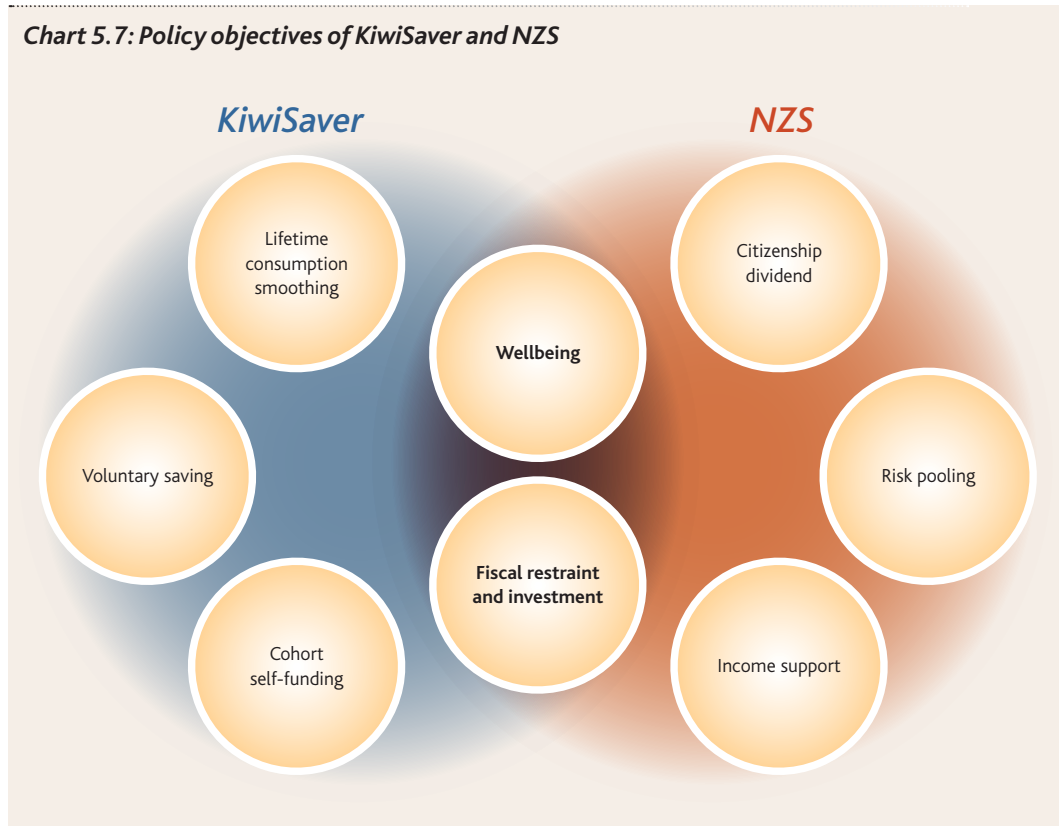 Chart 5.7: Policy objectives of KiwiSaver and NZS
KiwiSaver
NZS
Lifetime
consumption
smoothing
Citizenship
dividend
Wellbeing
Voluntary saving
Risk pooling
Fiscal restraint
and investment
Cohort
self-funding
Income support